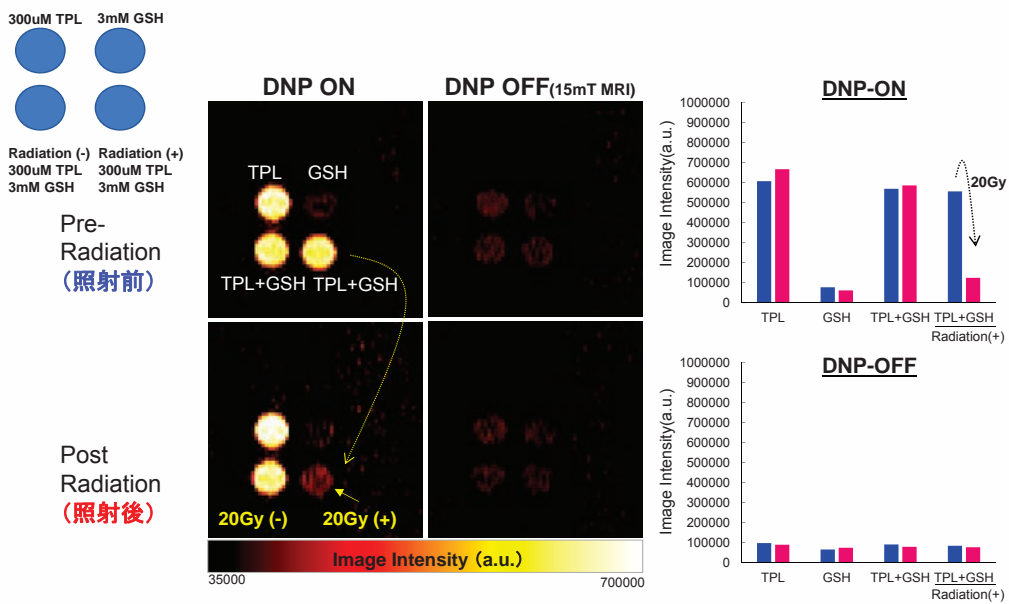 300uM TPL 3mM GSH
Radiation (-) Radiation (+)
300uM TPL 300uM TPL
3mM GSH 3mM GSH
Pre-
Radiation
（照射前）
Post
Radiation
（照射後）
DNP ON
DNP OFF(15mT MRI)
TPL GSH
TPL+GSH TPL+GSH
20Gy (-) 20Gy (+)
Image Intensity (a.u.)
35000 700000
DNP-ON
Image Intensity(a.u.)
1000000
900000
800000
700000
600000
500000
400000
300000
200000
100000
0
20Gy
TPL GSH TPL+GSH TPL+GSH
Radiation(+)
DNP-OFF
Image Intensity(a.u.)
1000000
900000
800000
700000
600000
500000
400000
300000
200000
100000
0
TPL GSH TPL+GSH TPL+GSH
Radiation(+)